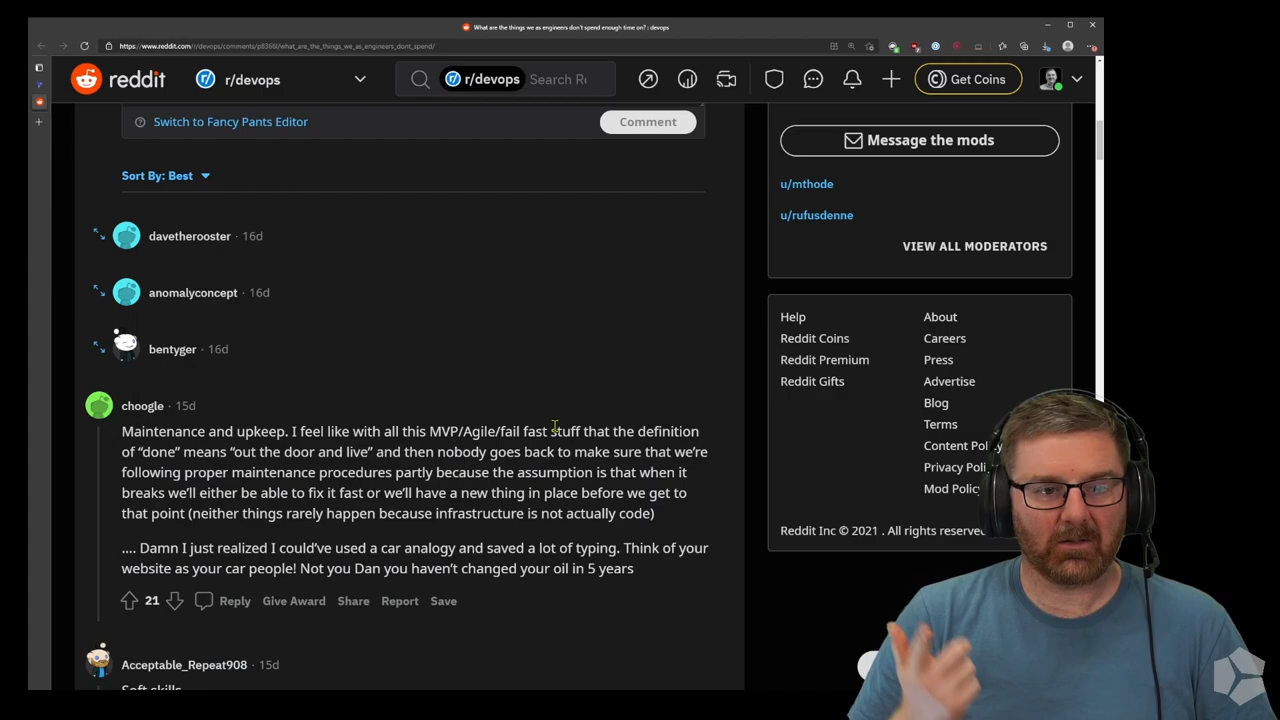 What are the things we as engineers don't spend enough time on? : devops
https://www.reddit.com/r/devops/comments/p8366l/what_are_the_things_we_as_engineers_dont_spend/
reddit
r/devops
r/devops Search Re
Get Coins
Switch to Fancy Pants Editor
Comment
Message the mods
Sort By: Best
u/mthode
u/rufusdenne
VIEW ALL MODERATORS
davetherooster · 16d
anomalyconcept · 16d
bentyger · 16d
Help
About
Reddit Coins
Careers
Reddit Premium
Press
Reddit Gifts
Advertise
Blog
Terms
Content Po
Privacy Poli
Mod Policy
Reddit Inc © 2021 . All rights reserve
choogle · 15d
Maintenance and upkeep. I feel like with all this MVP/Agile/fail fast stuff that the definition
of “done” means “out the door and live” and then nobody goes back to make sure that we’re
following proper maintenance procedures partly because the assumption is that when it
breaks we’ll either be able to fix it fast or we’ll have a new thing in place before we get to
that point (neither things rarely happen because infrastructure is not actually code)
.... Damn I just realized I could’ve used a car analogy and saved a lot of typing. Think of your
website as your car people! Not you Dan you haven’t changed your oil in 5 years
21
Reply
Give Award
Share
Report
Save
Acceptable_Repeat908 · 15d
Soft skills